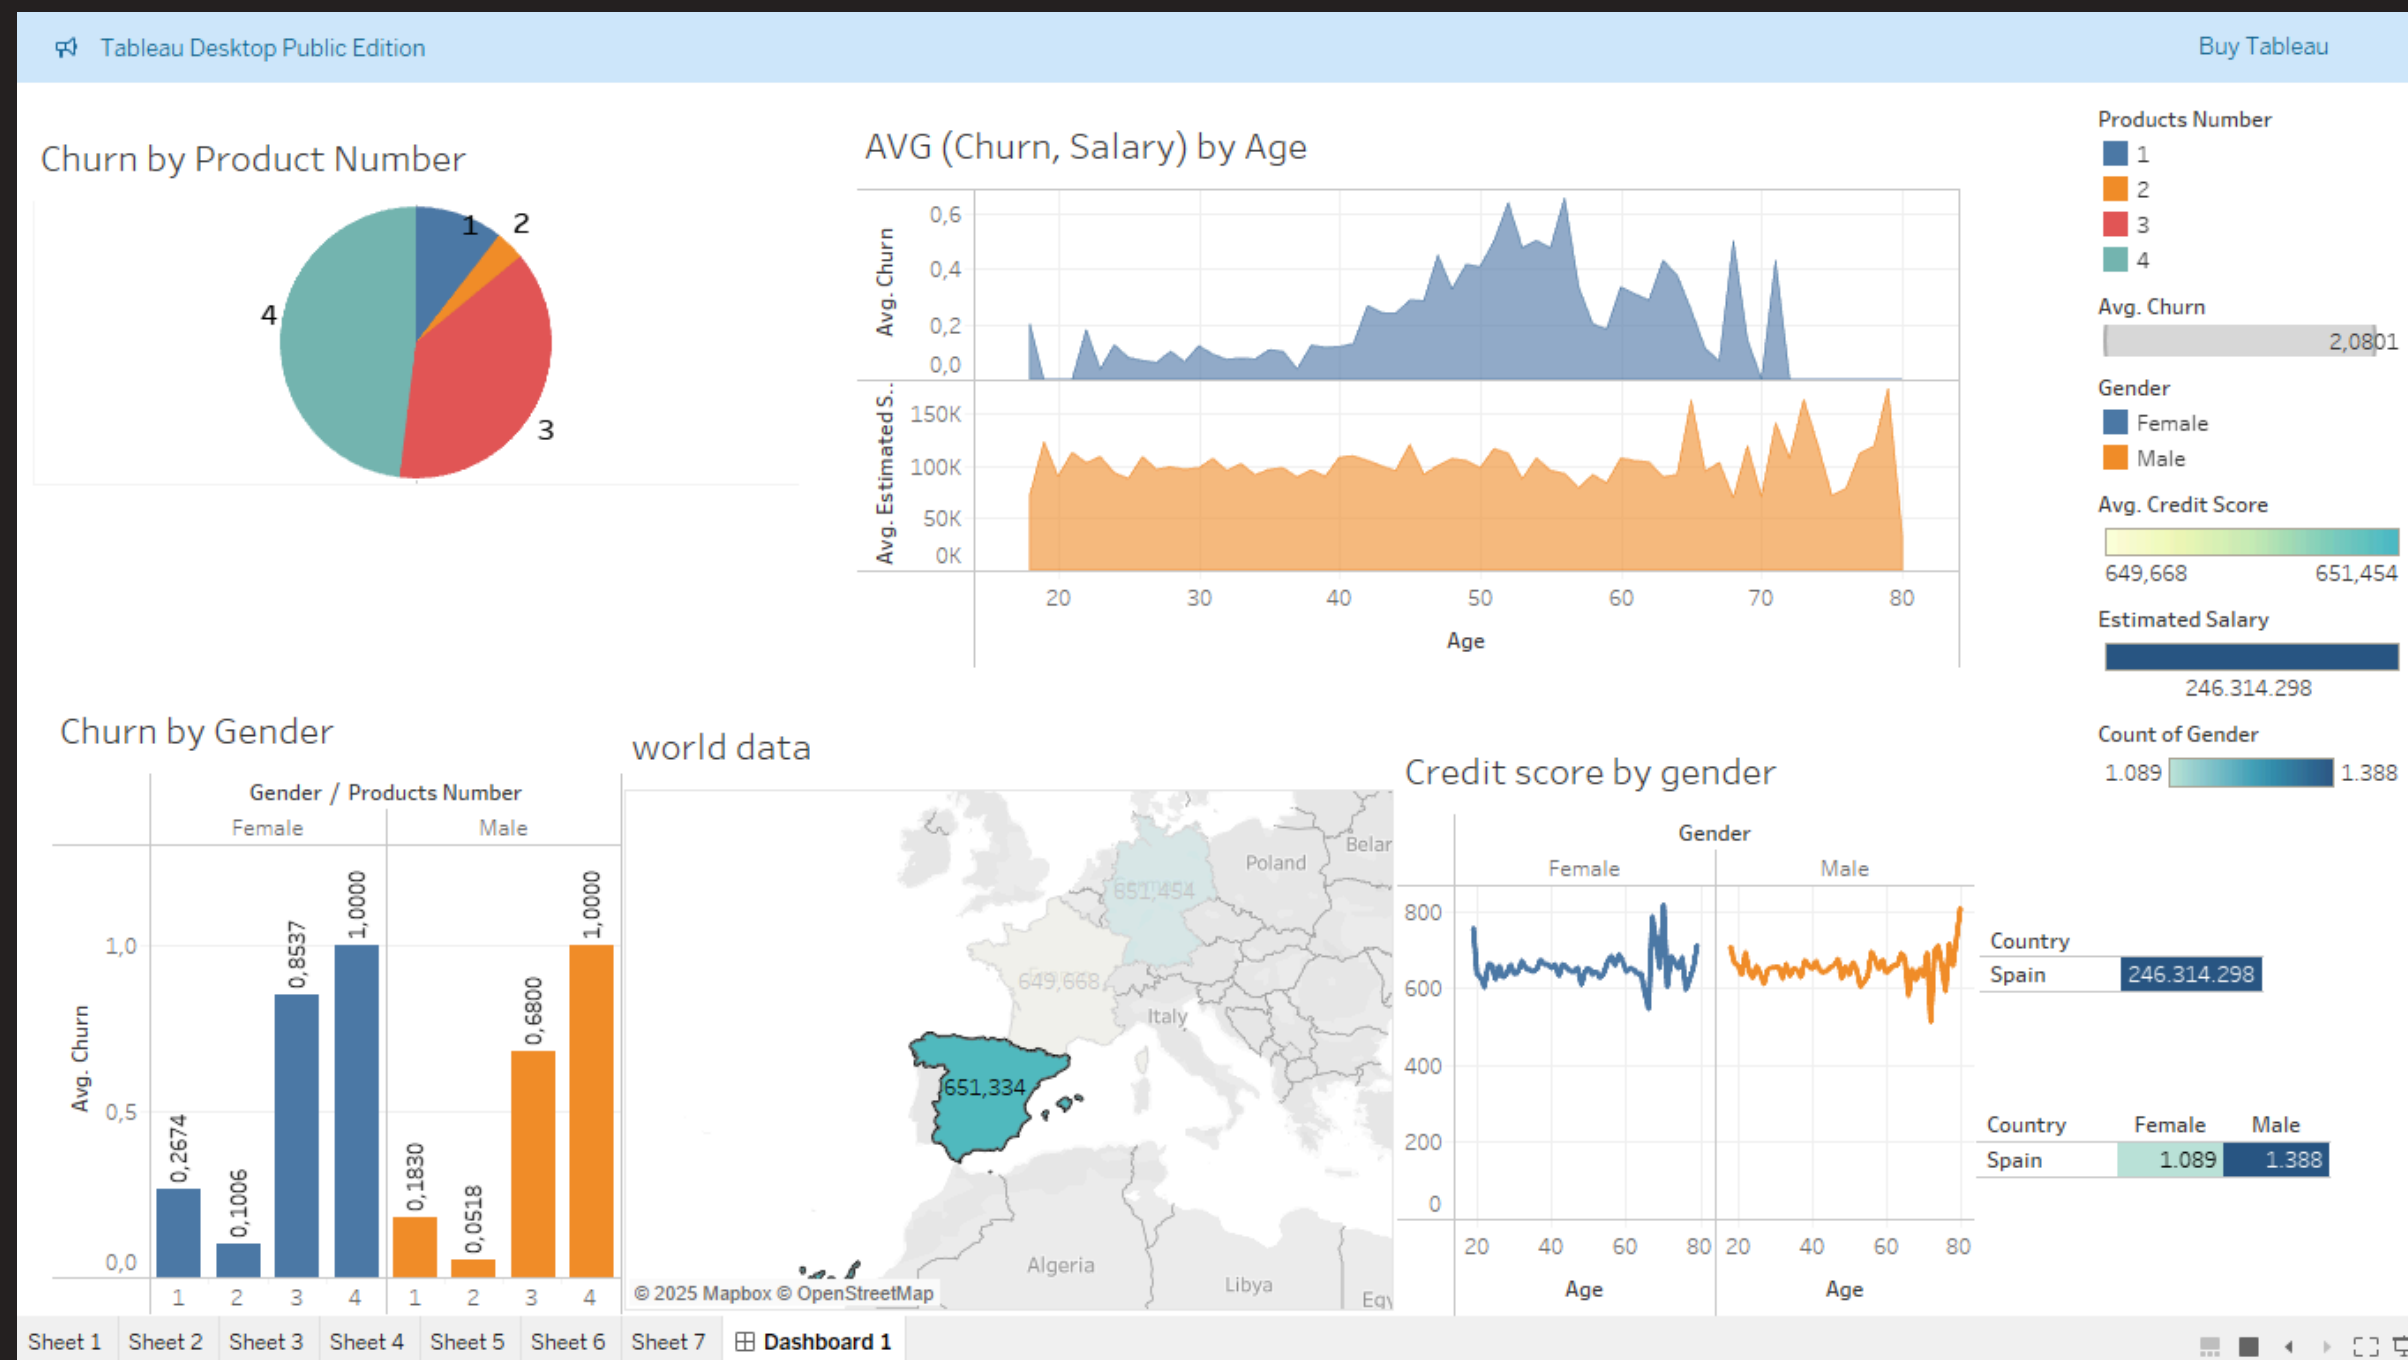 Tableau Desktop Public Edition
Buy Tableau
Churn by Product Number
1
2
3
4
AVG (Churn, Salary) by Age
Avg. Churn
0,6
0,4
0,2
0,0
Avg. Estimated S..
150K
100K
50K
0K
20 30 40 50 60 70 80
Age
Products Number
1
2
3
4
Avg. Churn
2,0801
Gender
Female
Male
Avg. Credit Score
649,668 651,454
Estimated Salary
246.314.298
Count of Gender
1.089 1.388
Churn by Gender
Gender / Products Number
Female Male
Avg. Churn
1,0
0,5
0,0
0,2674
0,1006
0,8537
1,0000
0,1830
0,0518
0,6800
1,0000
1 2 3 4 1 2 3 4
world data
Belar
Poland
651,454
649,668
Italy
651,334
Algeria
Libya
Egy
© 2025 Mapbox © OpenStreetMap
Credit score by gender
Gender
Female Male
800
600
400
200
0
20 40 60 80 20 40 60 80
Age Age
Country
Spain 246.314.298
Country Female Male
Spain 1.089 1.388
Sheet 1 Sheet 2 Sheet 3 Sheet 4 Sheet 5 Sheet 6 Sheet 7 Dashboard 1